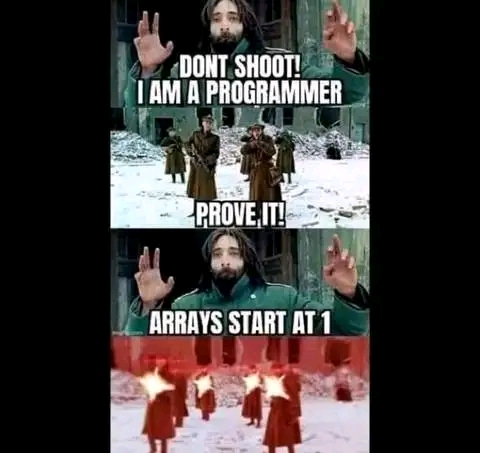 DONT SHOOT!
I AM A PROGRAMMER
PROVE IT!
ARRAYS START AT 1